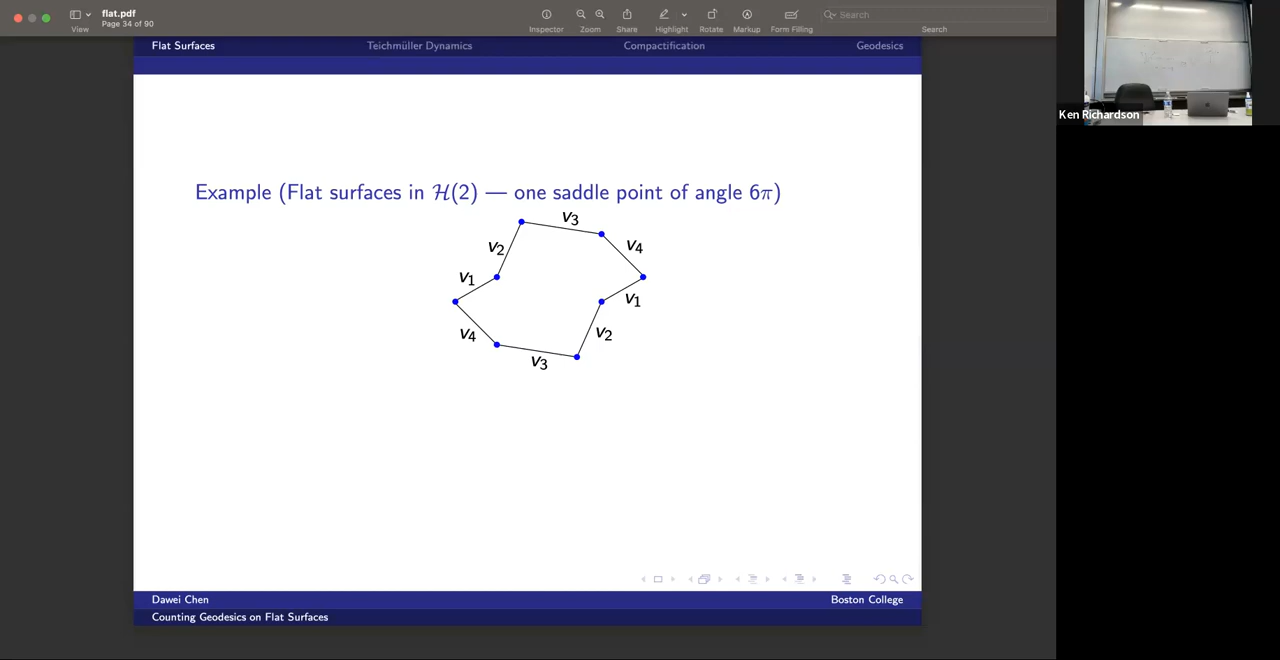 flat.pdf
Page 34 of 90
View
Inspector
Zoom
Share
Highlight
Rotate
Markup
Form Filling
Search
Search
Flat Surfaces
Teichmüller Dynamics
Compactification
Geodesics
Ken Richardson
Example (Flat surfaces in ℋ(2) — one saddle point of angle 6π)
v3
v2
v4
v1
v1
v4
v2
v3
Dawei Chen
Boston College
Counting Geodesics on Flat Surfaces